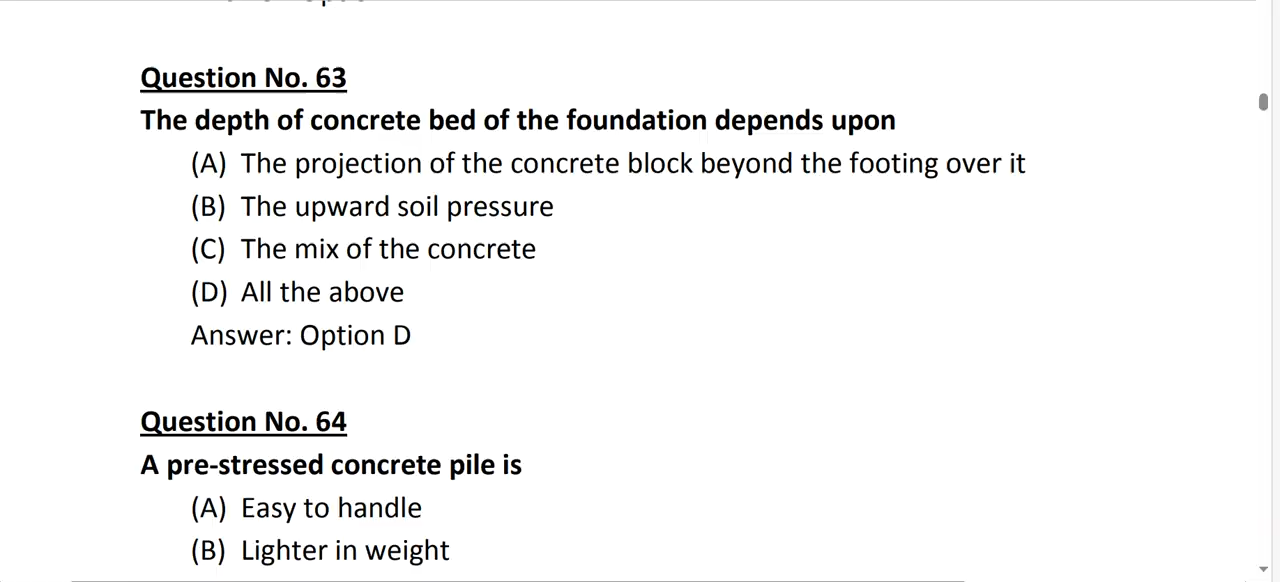 Question No. 63
The depth of concrete bed of the foundation depends upon
(A) The projection of the concrete block beyond the footing over it
(B) The upward soil pressure
(C) The mix of the concrete
(D) All the above
Answer: Option D
Question No. 64
A pre-stressed concrete pile is
(A) Easy to handle
(B) Lighter in weight